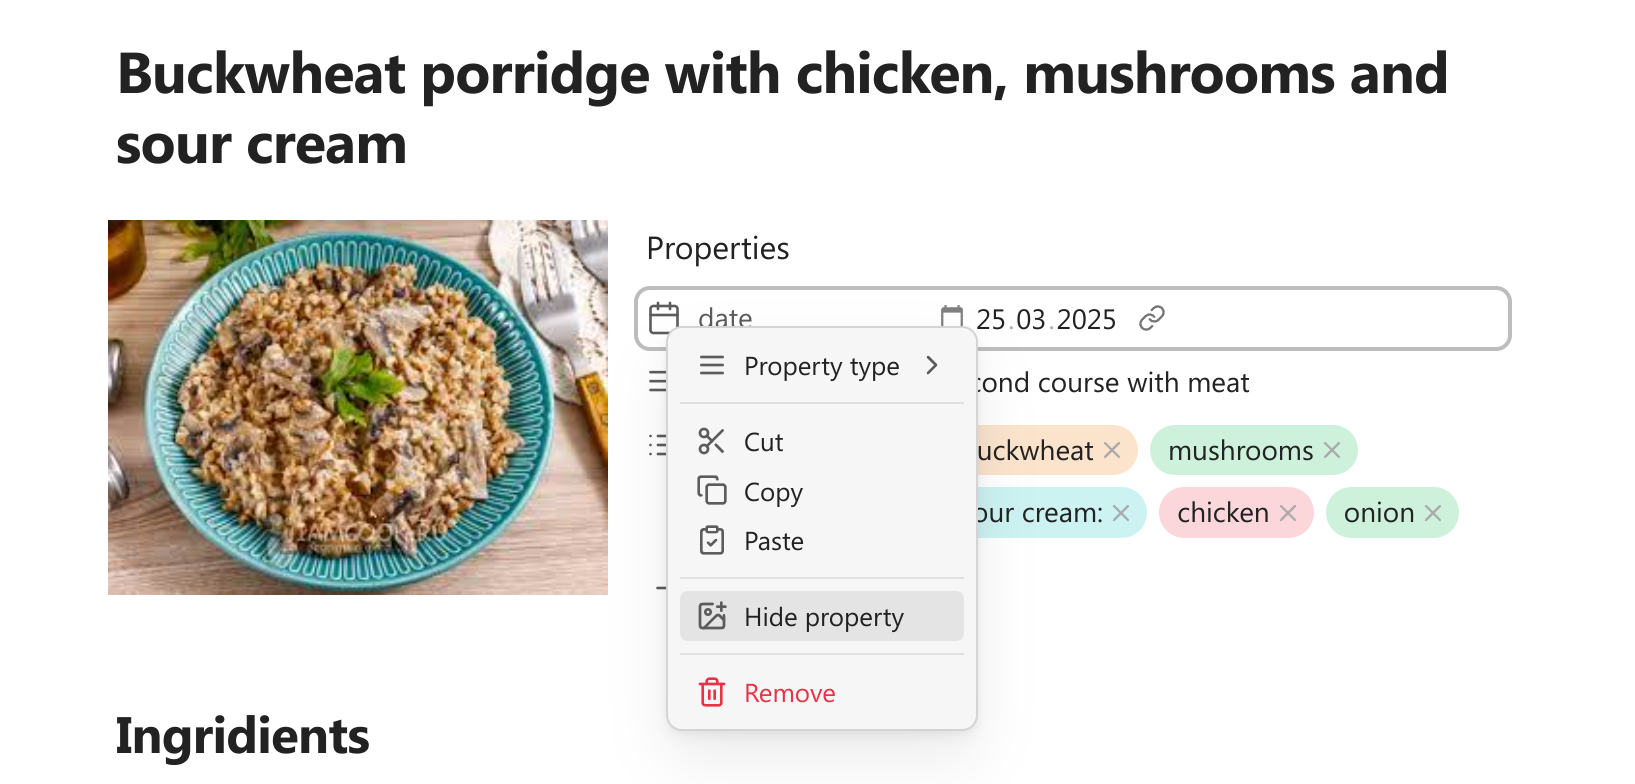 Buckwheat porridge with chicken, mushrooms and
sour cream
Properties
date 25.03.2025
Property type
ond course with meat
Cut
uckwheat mushrooms
Copy
our cream: chicken onion
Paste
Hide property
Remove
Ingridients